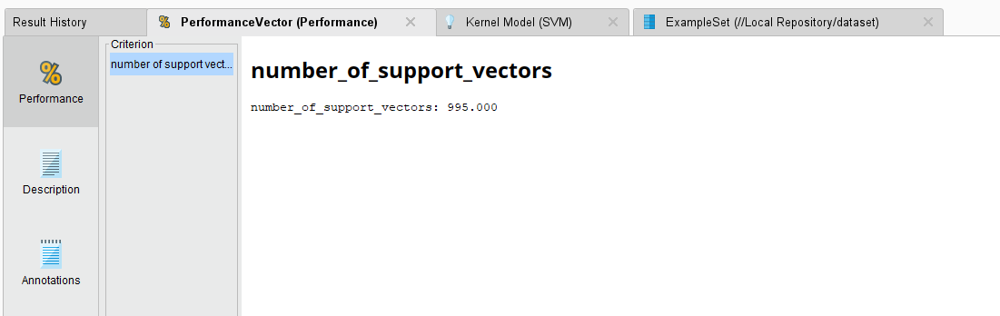 Result History
% PerformanceVector (Performance)
Kernel Model (SVM)
ExampleSet (//Local Repository/dataset)
%
Performance
Description
Annotations
Criterion
number of support vect...
number_of_support_vectors
number_of_support_vectors: 995.000